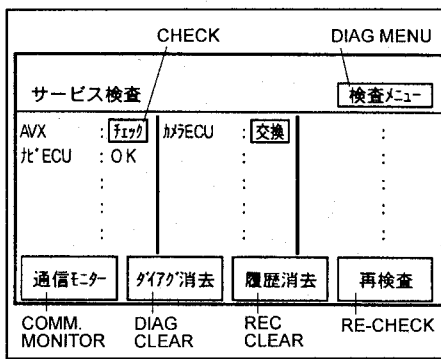 CHECK
DIAG MENU
サービス検査
検査ﾒﾆｭｰ
AVX : ﾁｪｯｸ
ｶﾒﾗECU : 交換
:
ﾅﾋﾞECU : OK
:
:
:
:
:
:
:
:
通信ﾓﾆﾀｰ
ﾀﾞｲｱｸﾞ消去
履歴消去
再検査
COMM. MONITOR
DIAG CLEAR
REC CLEAR
RE-CHECK